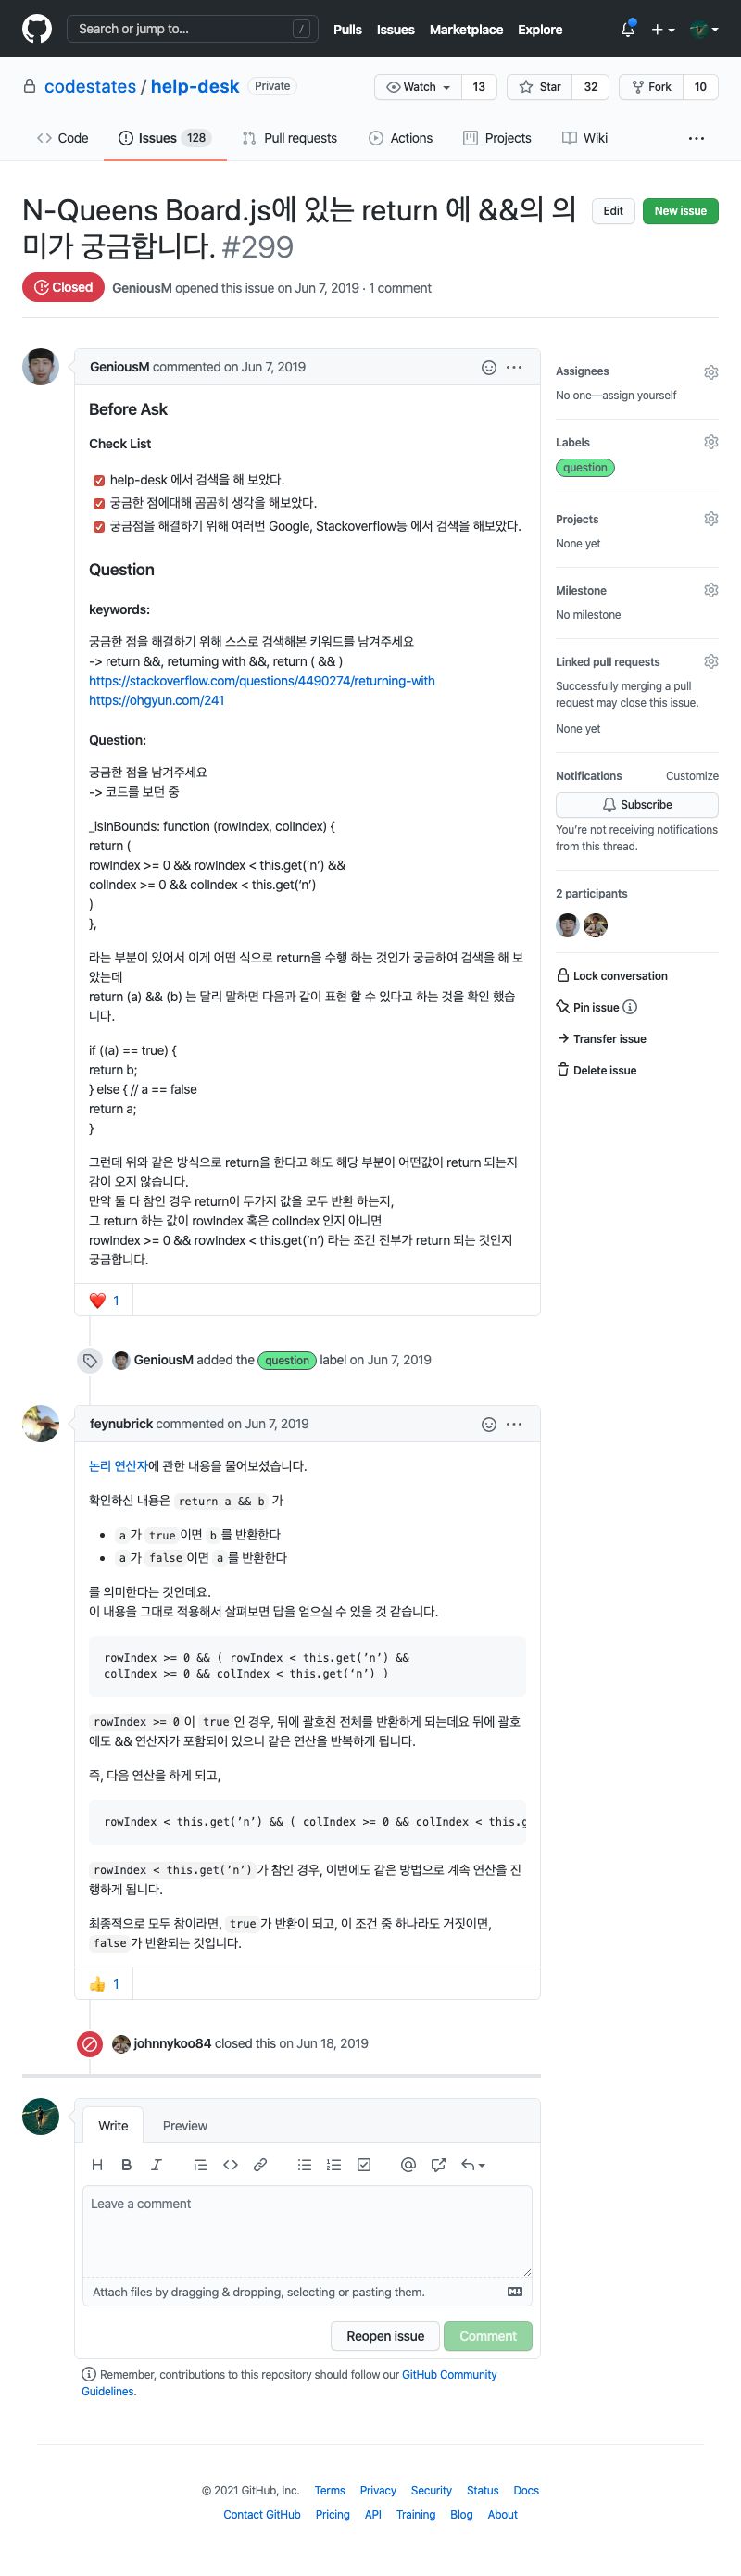 Search or jump to...
/
Pulls
Issues
Marketplace
Explore
codestates / help-desk
Private
Watch
13
Star
32
Fork
10
Code
Issues 128
Pull requests
Actions
Projects
Wiki
N-Queens Board.js에 있는 return 에 &&의 의
미가 궁금합니다. #299
Edit
New issue
Closed
GeniousM opened this issue on Jun 7, 2019 · 1 comment
GeniousM commented on Jun 7, 2019
Before Ask
Check List
help-desk 에서 검색을 해 보았다.
궁금한 점에대해 곰곰히 생각을 해보았다.
궁금점을 해결하기 위해 여러번 Google, Stackoverflow등 에서 검색을 해보았다.
Question
keywords:
궁금한 점을 해결하기 위해 스스로 검색해본 키워드를 남겨주세요
-> return &&, returning with &&, return ( && )
https://stackoverflow.com/questions/4490274/returning-with
https://ohgyun.com/241
Question:
궁금한 점을 남겨주세요
-> 코드를 보던 중
_isInBounds: function (rowIndex, colIndex) {
return (
rowIndex >= 0 && rowIndex < this.get(‘n’) &&
colIndex >= 0 && colIndex < this.get(‘n’)
)
},
라는 부분이 있어서 이게 어떤 식으로 return을 수행 하는 것인가 궁금하여 검색을 해 보
았는데
return (a) && (b) 는 달리 말하면 다음과 같이 표현 할 수 있다고 하는 것을 확인 했습
니다.
if ((a) == true) {
return b;
} else { // a == false
return a;
}
그런데 위와 같은 방식으로 return을 한다고 해도 해당 부분이 어떤값이 return 되는지
감이 오지 않습니다.
만약 둘 다 참인 경우 return이 두가지 값을 모두 반환 하는지,
그 return 하는 값이 rowIndex 혹은 colIndex 인지 아니면
rowIndex >= 0 && rowIndex < this.get(‘n’) 라는 조건 전부가 return 되는 것인지
궁금합니다.
1
GeniousM added the question label on Jun 7, 2019
feynubrick commented on Jun 7, 2019
논리 연산자에 관한 내용을 물어보셨습니다.
확인하신 내용은 return a && b 가
a 가 true 이면 b 를 반환한다
a 가 false 이면 a 를 반환한다
를 의미한다는 것인데요.
이 내용을 그대로 적용해서 살펴보면 답을 얻으실 수 있을 것 같습니다.
rowIndex >= 0 && ( rowIndex < this.get(‘n’) &&
colIndex >= 0 && colIndex < this.get(‘n’) )
rowIndex >= 0 이 true 인 경우, 뒤에 괄호친 전체를 반환하게 되는데요 뒤에 괄호
에도 && 연산자가 포함되어 있으니 같은 연산을 반복하게 됩니다.
즉, 다음 연산을 하게 되고,
rowIndex < this.get(‘n’) && ( colIndex >= 0 && colIndex < this.g
rowIndex < this.get(‘n’) 가 참인 경우, 이번에도 같은 방법으로 계속 연산을 진
행하게 됩니다.
최종적으로 모두 참이라면, true 가 반환이 되고, 이 조건 중 하나라도 거짓이면,
false 가 반환되는 것입니다.
1
johnnykoo84 closed this on Jun 18, 2019
Write
Preview
Leave a comment
Attach files by dragging & dropping, selecting or pasting them.
Reopen issue
Comment
Remember, contributions to this repository should follow our GitHub Community
Guidelines.
Assignees
No one—assign yourself
Labels
question
Projects
None yet
Milestone
No milestone
Linked pull requests
Successfully merging a pull
request may close this issue.
None yet
Notifications
Customize
Subscribe
You’re not receiving notifications
from this thread.
2 participants
Lock conversation
Pin issue
Transfer issue
Delete issue
© 2021 GitHub, Inc.
Terms
Privacy
Security
Status
Docs
Contact GitHub
Pricing
API
Training
Blog
About